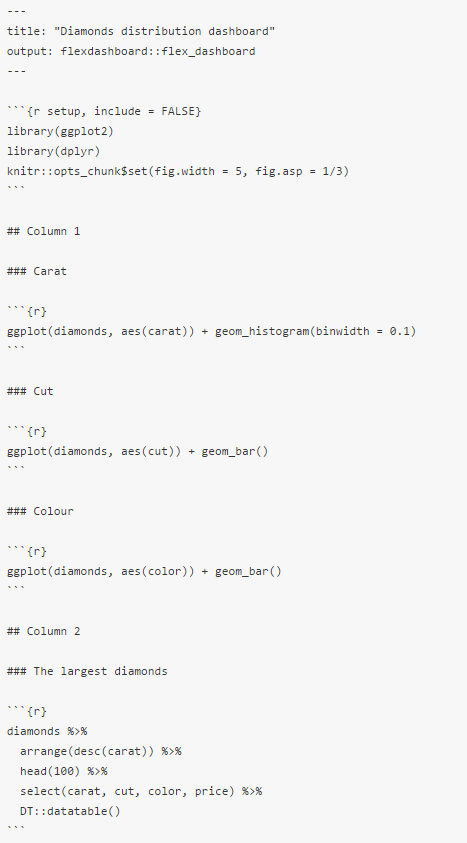 ---
title: "Diamonds distribution dashboard"
output: flexdashboard::flex_dashboard
---

```{r setup, include = FALSE}
library(ggplot2)
library(dplyr)
knitr::opts_chunk$set(fig.width = 5, fig.asp = 1/3)
```

## Column 1

### Carat

```{r}
ggplot(diamonds, aes(carat)) + geom_histogram(binwidth = 0.1)
```

### Cut

```{r}
ggplot(diamonds, aes(cut)) + geom_bar()
```

### Colour

```{r}
ggplot(diamonds, aes(color)) + geom_bar()
```

## Column 2

### The largest diamonds

```{r}
diamonds %>%
  arrange(desc(carat)) %>%
  head(100) %>%
  select(carat, cut, color, price) %>%
  DT::datatable()
```